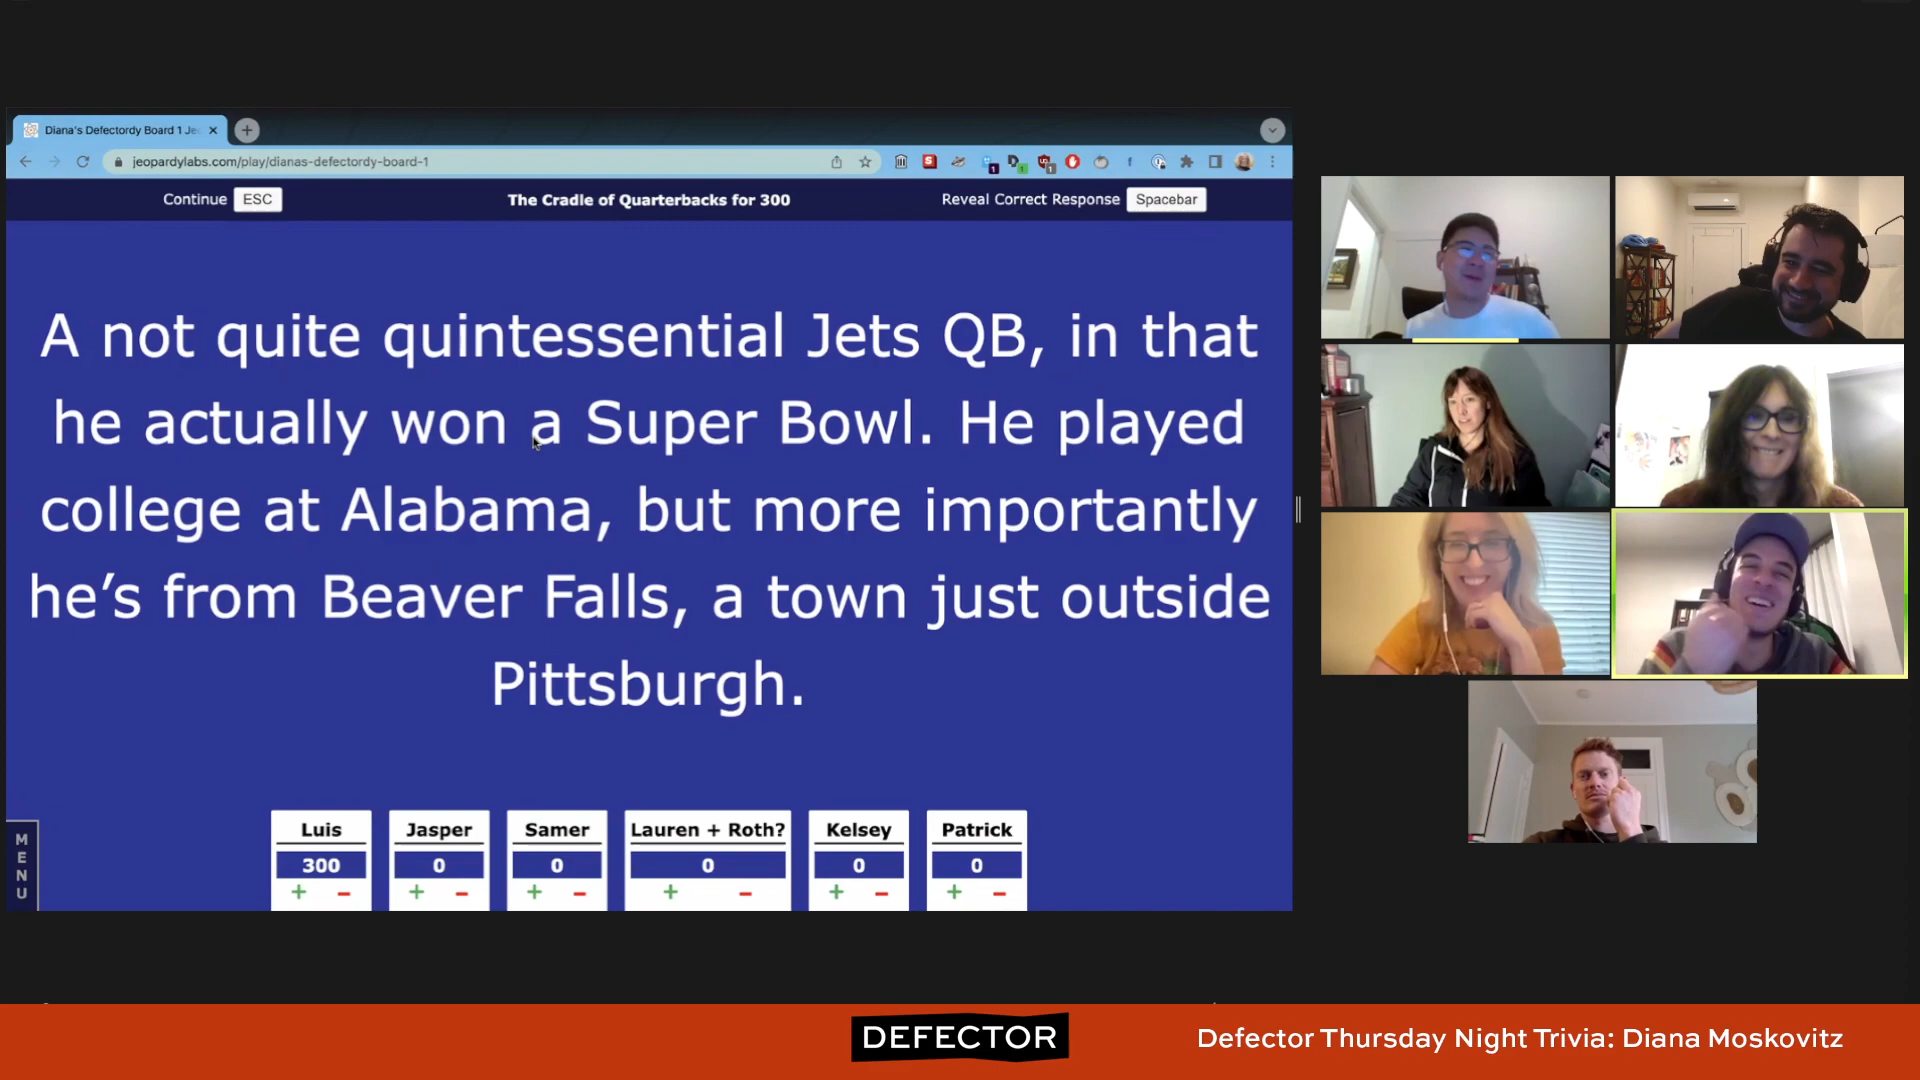 Diana's Defectordy Board 1 Je
jeopardylabs.com/play/dianas-defectordy-board-1
Continue ESC
The Cradle of Quarterbacks for 300
Reveal Correct Response Spacebar
A not quite quintessential Jets QB, in that
he actually won a Super Bowl. He played
college at Alabama, but more importantly
he's from Beaver Falls, a town just outside
Pittsburgh.
MENU
Luis Jasper Samer Lauren + Roth? Kelsey Patrick
300 0 0 0 0 0
+ − + − + − + − + − + −
DEFECTOR
Defector Thursday Night Trivia: Diana Moskovitz